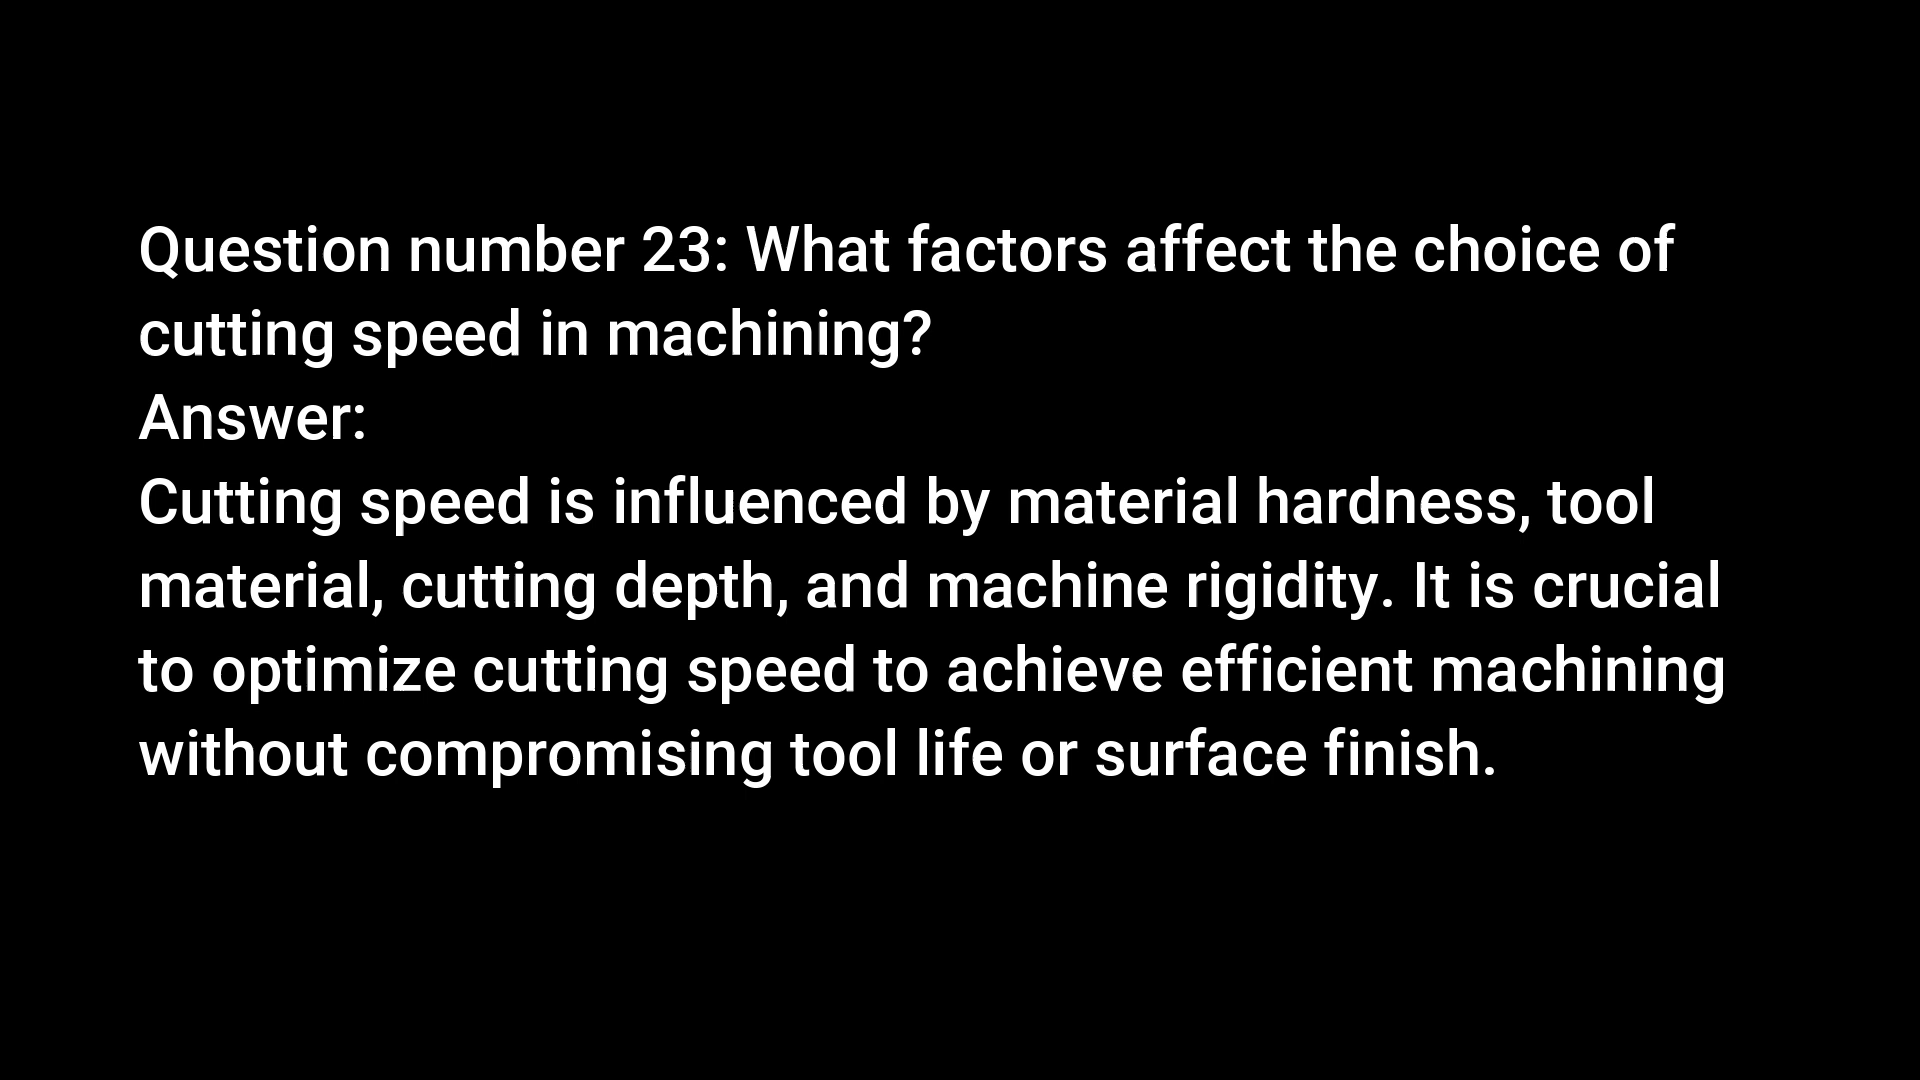 Question number 23: What factors affect the choice of
cutting speed in machining?
Answer:
Cutting speed is influenced by material hardness, tool
material, cutting depth, and machine rigidity. It is crucial
to optimize cutting speed to achieve efficient machining
without compromising tool life or surface finish.